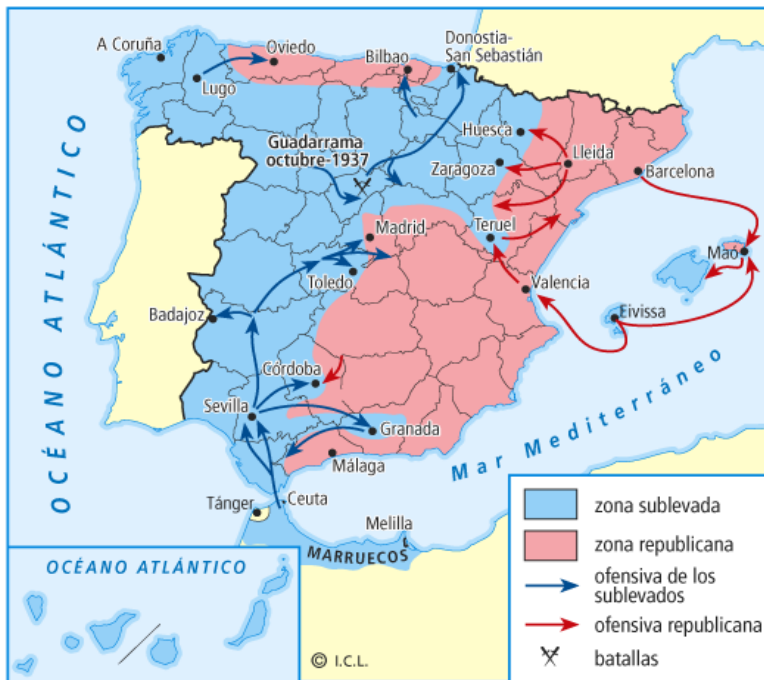 A Coruña
Oviedo
Bilbao
Donostia-
San Sebastián
Lugo
Guadarrama
octubre-1937
Huesca
Zaragoza
Lleida
Barcelona
Madrid
Teruel
Toledo
Valencia
Maó
Badajoz
Eivissa
Córdoba
Sevilla
Granada
Málaga
Tánger
Ceuta
Melilla
MARRUECOS
OCÉANO ATLÁNTICO
Mar Mediterráneo
OCÉANO ATLÁNTICO
© I.C.L.
zona sublevada
zona republicana
ofensiva de los
sublevados
ofensiva republicana
batallas